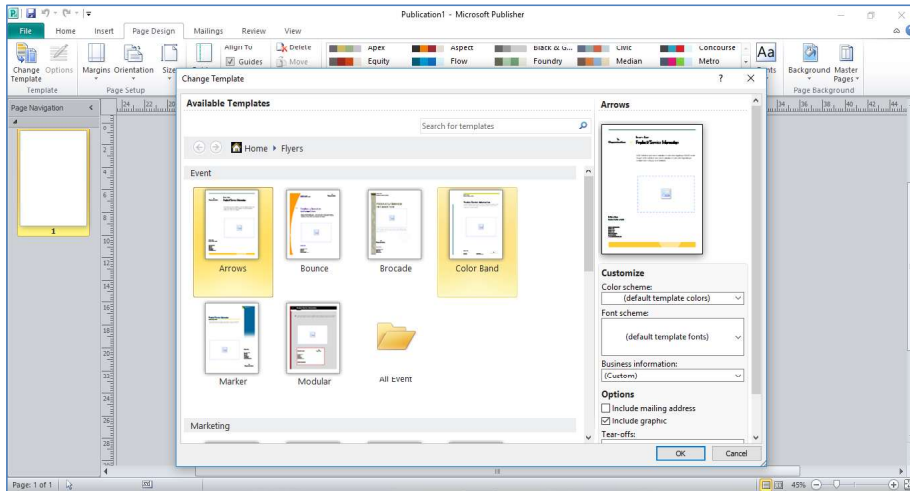 Publication1 - Microsoft Publisher
File Home Insert Page Design Mailings Review View
Change Template
Options
Margins
Orientation
Size
Align To
Guides
Delete
Move
Apex
Aspect
Black & G...
Civic
Concourse
Equity
Flow
Foundry
Median
Metro
Aa
Background
Master Pages
Template
Page Setup
Page Background
Page Navigation
1
Change Template
Available Templates
Search for templates
Home
Flyers
Event
Arrows
Bounce
Brocade
Color Band
Marker
Modular
All Event
Marketing
Arrows
Customize
Color scheme:
(default template colors)
Font scheme:
(default template fonts)
Business information:
(Custom)
Options
Include mailing address
Include graphic
Tear-offs:
OK
Cancel
Page: 1 of 1
45%